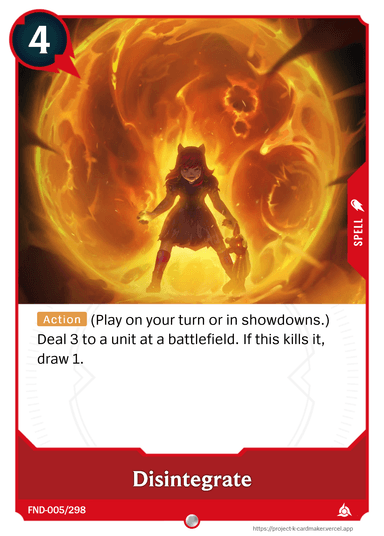 4
SPELL
Action (Play on your turn or in showdowns.)
Deal 3 to a unit at a battlefield. If this kills it,
draw 1.
Disintegrate
FND-005/298
https://project-k-cardmaker.vercel.app